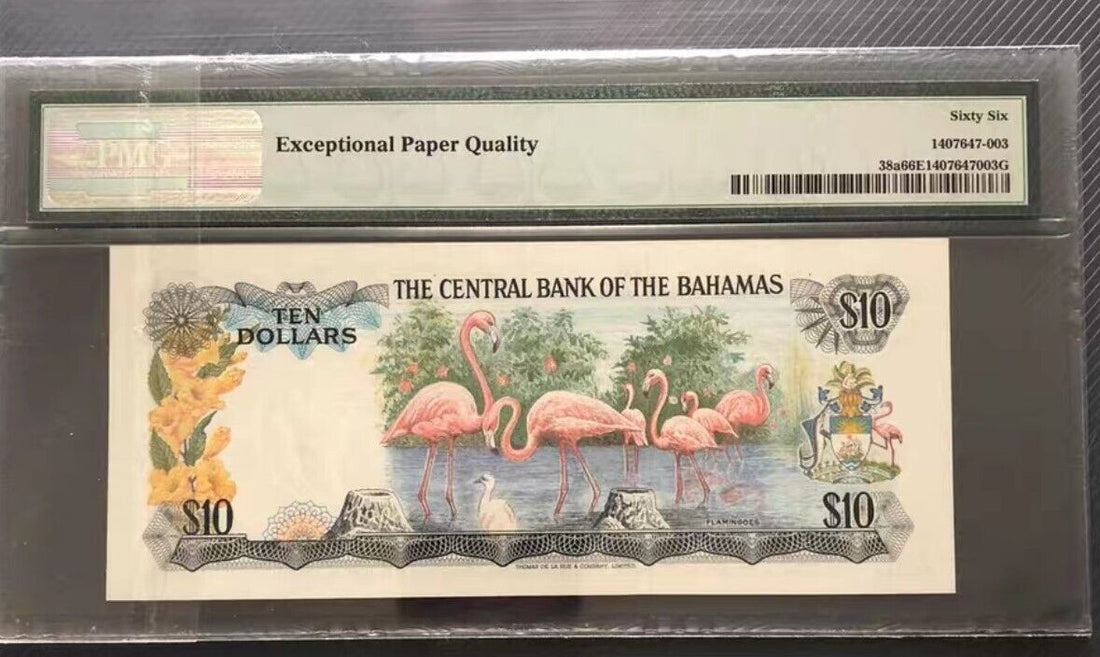 Sixty Six
Exceptional Paper Quality
1407647-003
38a66E1407647003G
THE CENTRAL BANK OF THE BAHAMAS
TEN
DOLLARS
$10
$10
$10
FLAMINGOES
THOMAS DE LA RUE & COMPANY, LIMITED